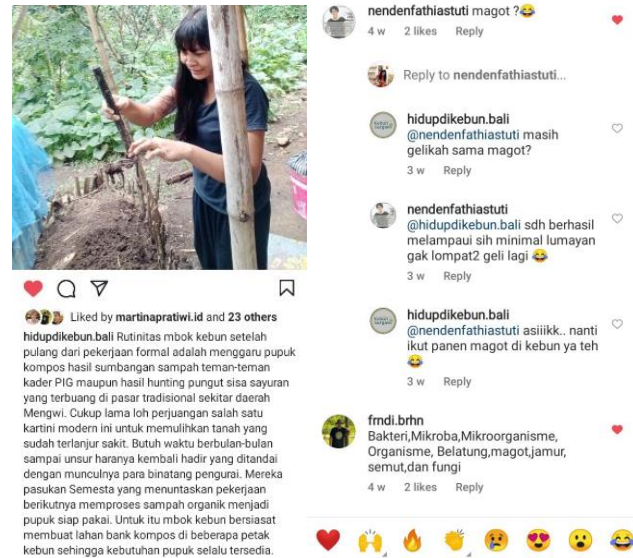 Liked by martinapratiwi.id and 23 others
hidupdikebun.bali Rutinitas mbok kebun setelah
pulang dari pekerjaan formal adalah menggaru pupuk
kompos hasil sumbangan sampah teman-teman
kader PIG maupun hasil hunting pungut sisa sayuran
yang terbuang di pasar tradisional sekitar daerah
Mengwi. Cukup lama loh perjuangan salah satu
kartini modern ini untuk memulihkan tanah yang
sudah terlanjur sakit. Butuh waktu berbulan-bulan
sampai unsur haranya kembali hadir yang ditandai
dengan munculnya para binatang pengurai. Mereka
pasukan Semesta yang menuntaskan pekerjaan
berikutnya memproses sampah organik menjadi
pupuk siap pakai. Untuk itu mbok kebun bersiasat
membuat lahan bank kompos di beberapa petak
kebun sehingga kebutuhan pupuk selalu tersedia.
nendenfathiastuti magot ?😂
4 w 2 likes Reply
Reply to nendenfathiastuti...
hidupdikebun.bali
@nendenfathiastuti masih
gelikah sama magot?
3 w Reply
nendenfathiastuti
@hidupdikebun.bali sdh berhasil
melampaui sih minimal lumayan
gak lompat2 geli lagi 😂
3 w Reply
hidupdikebun.bali
@nendenfathiastuti asiiikk.. nanti
ikut panen magot di kebun ya teh
😂
3 w Reply
frndi.brhn
Bakteri,Mikroba,Mikroorganisme,
Organisme, Belatung,magot,jamur,
semut,dan fungi
4 w 2 likes Reply